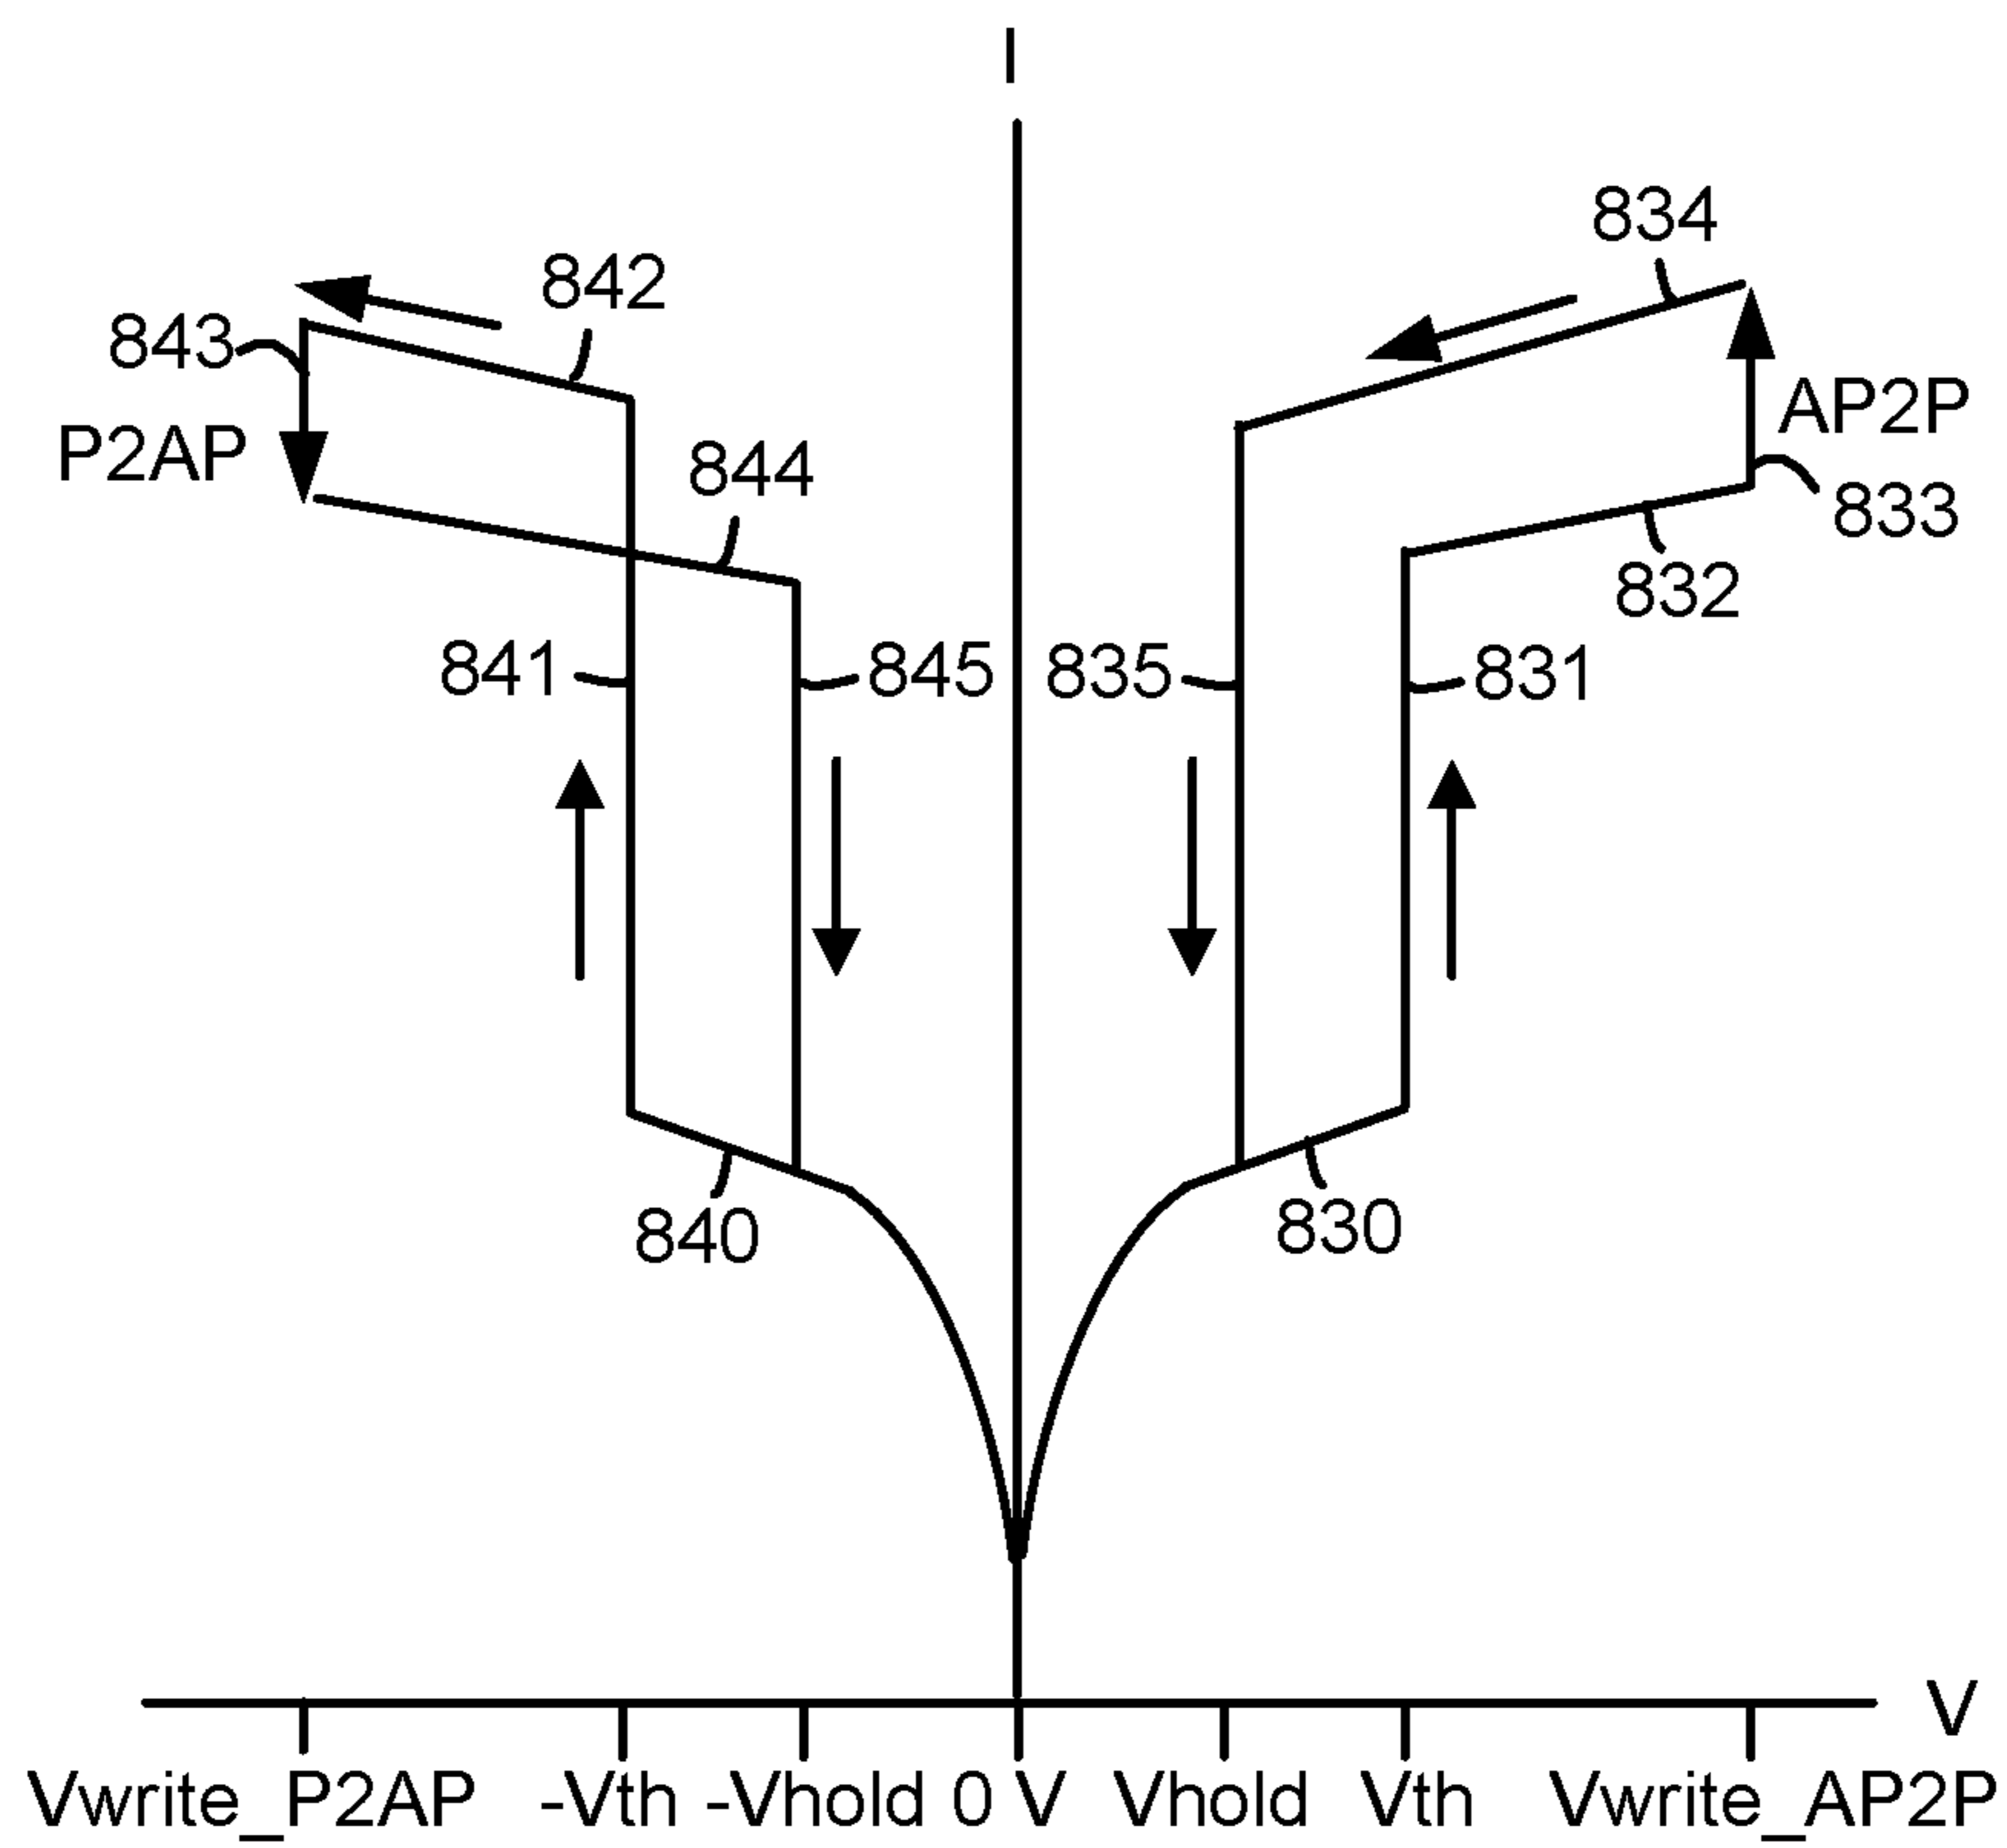 I
834
842
843
AP2P
P2AP
844
833
832
841
845
835
831
840
830
V
Vwrite_P2AP
-Vth
-Vhold
0 V
Vhold
Vth
Vwrite_AP2P